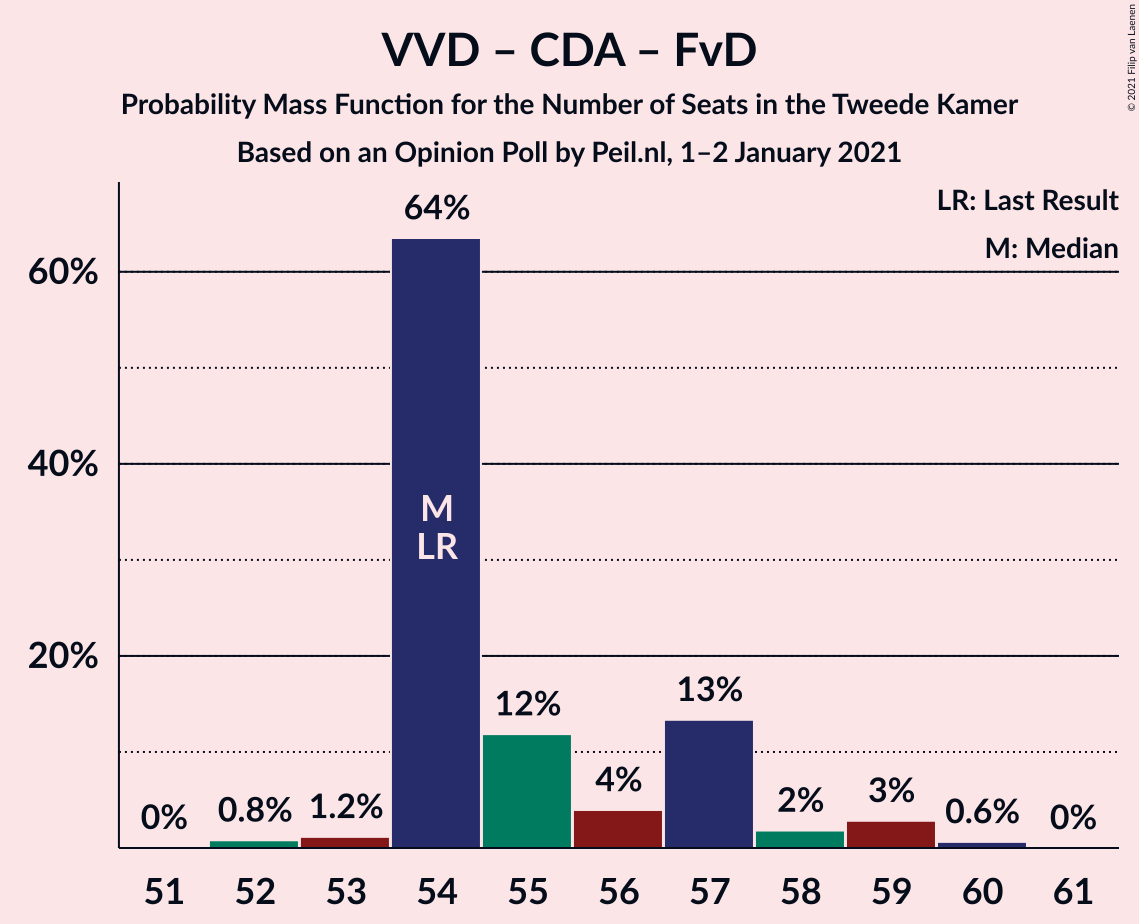 VVD – CDA – FvD
Probability Mass Function for the Number of Seats in the Tweede Kamer
Based on an Opinion Poll by Peil.nl, 1–2 January 2021
© 2021 Filip van Laenen
LR: Last Result
M: Median
60%
40%
20%
0%
0.8%
1.2%
64%
M
LR
12%
4%
13%
2%
3%
0.6%
0%
51 52 53 54 55 56 57 58 59 60 61